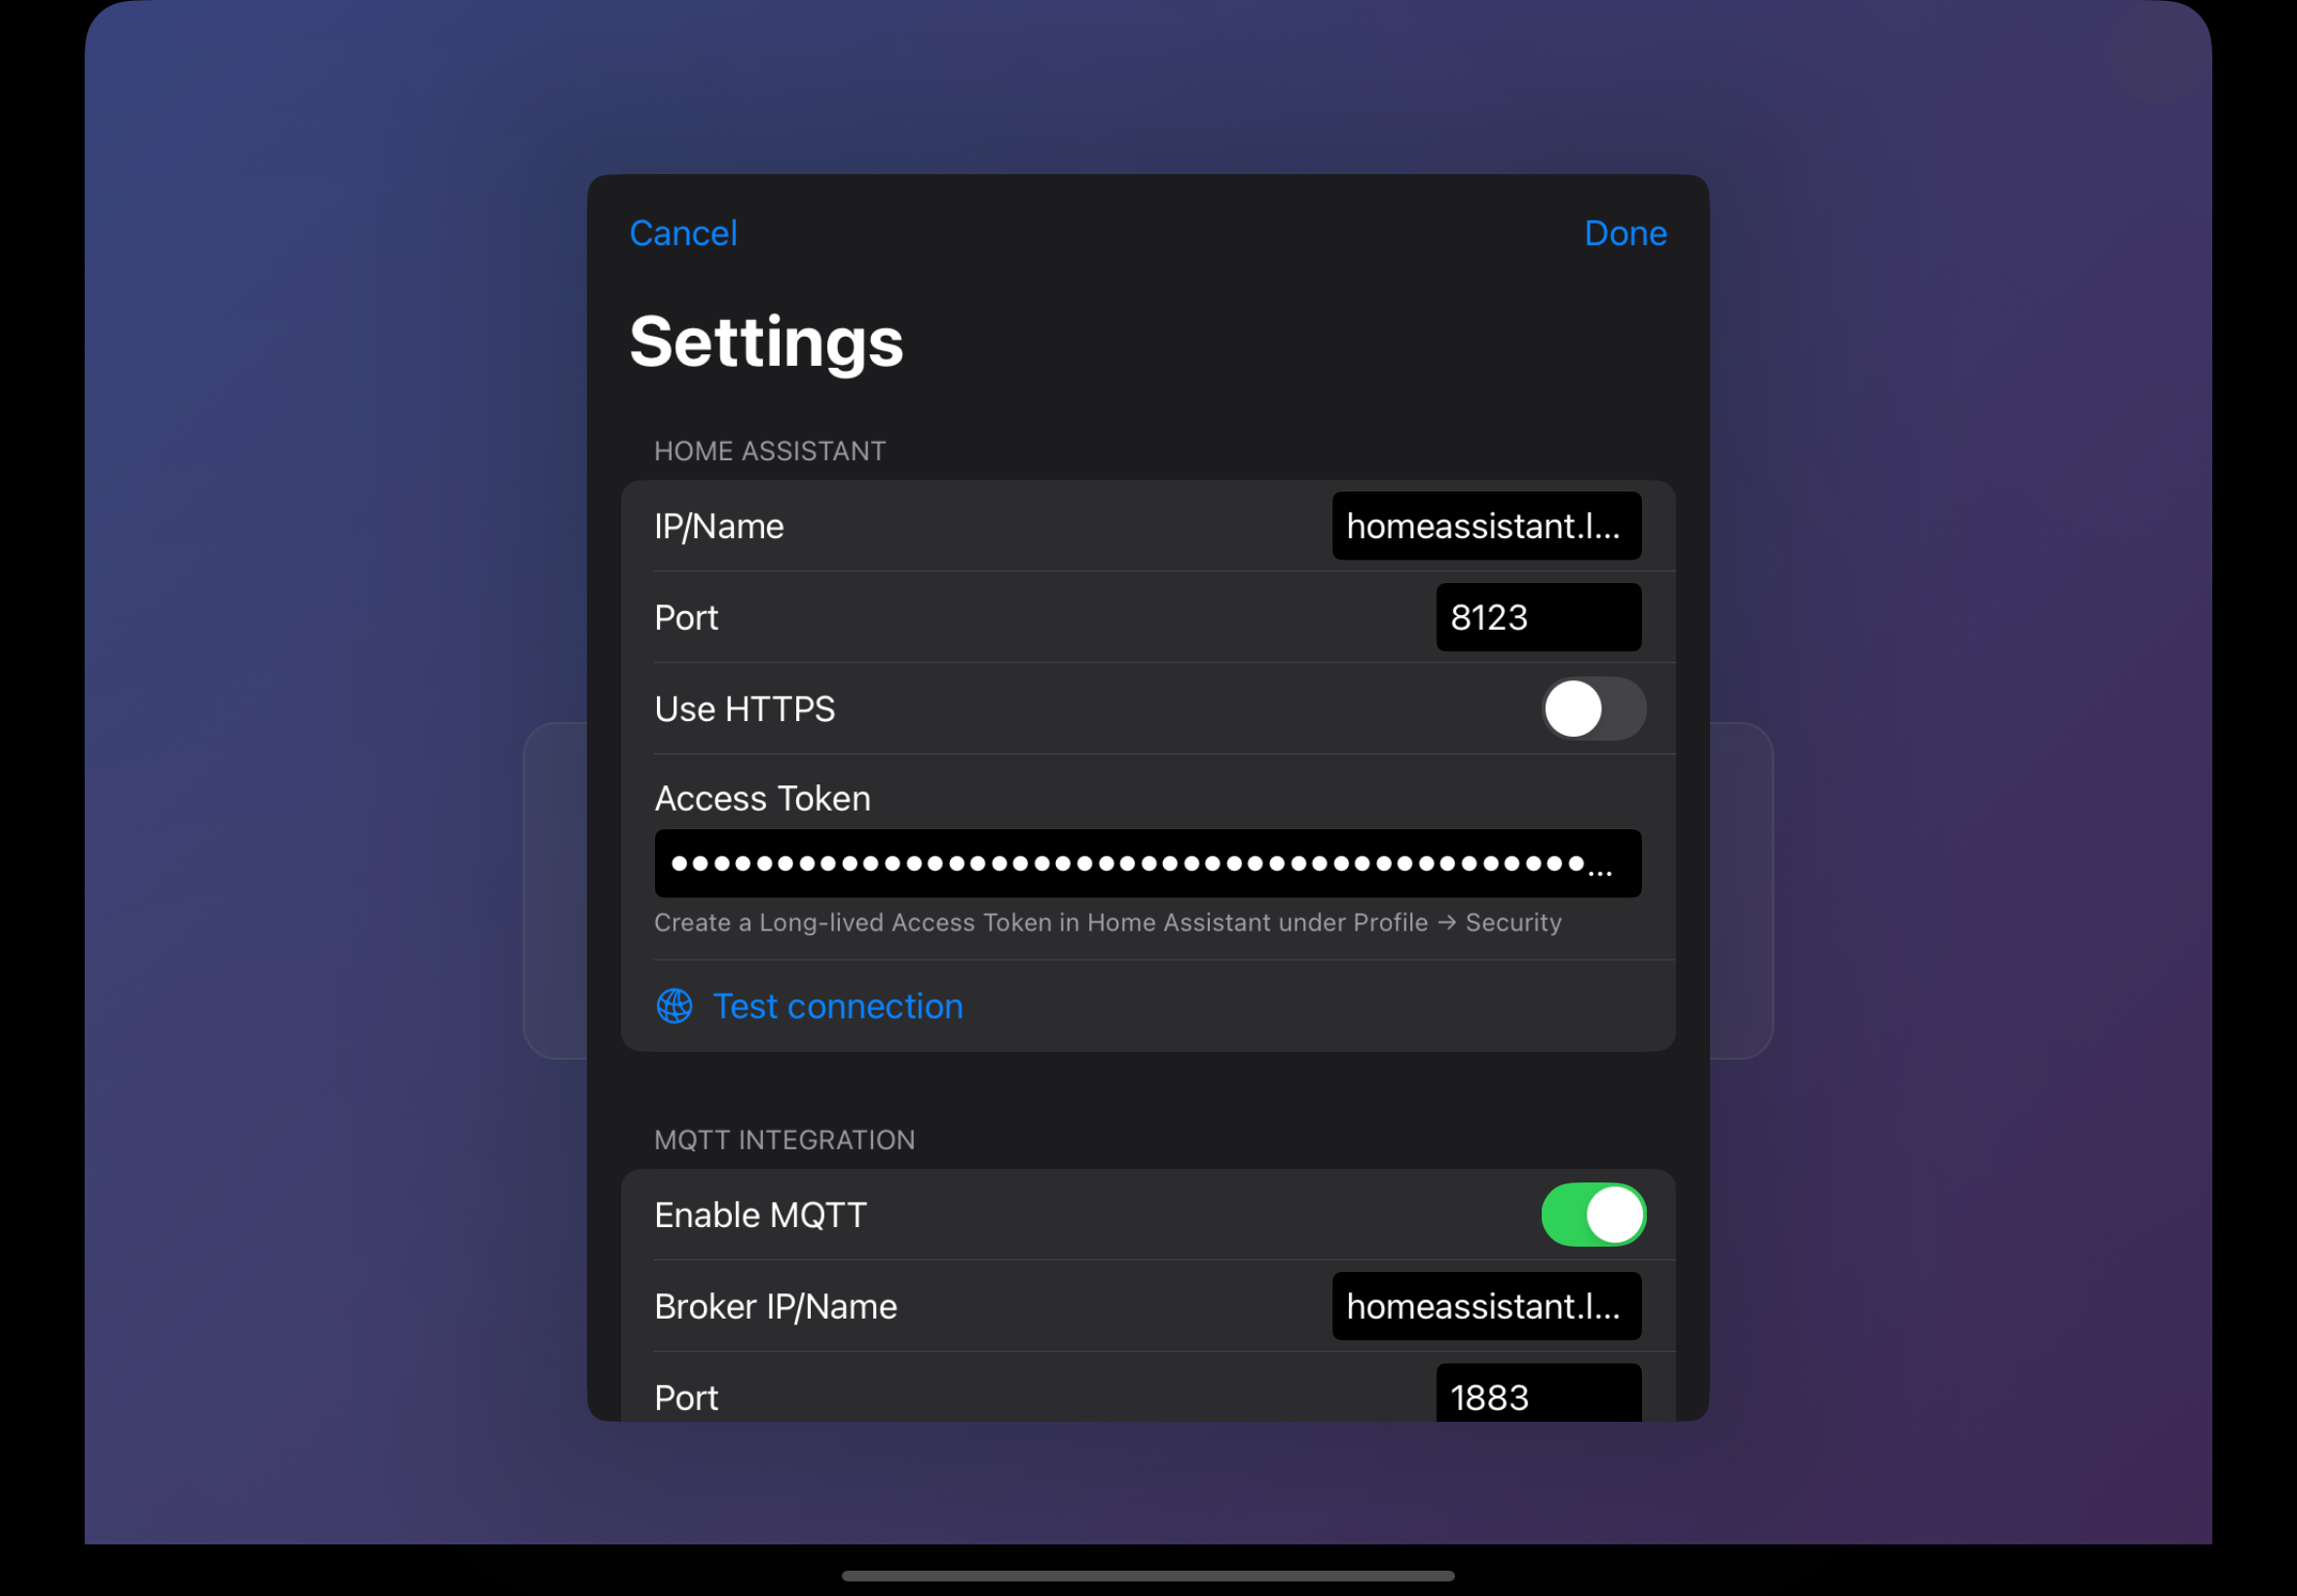 Cancel
Done
Settings
HOME ASSISTANT
IP/Name
homeassistant.l...
Port
8123
Use HTTPS
Access Token
●●●●●●●●●●●●●●●●●●●●●●●●●●●●●●●●●●●●●●●●●●●...
Create a Long-lived Access Token in Home Assistant under Profile → Security
Test connection
MQTT INTEGRATION
Enable MQTT
Broker IP/Name
homeassistant.l...
Port
1883